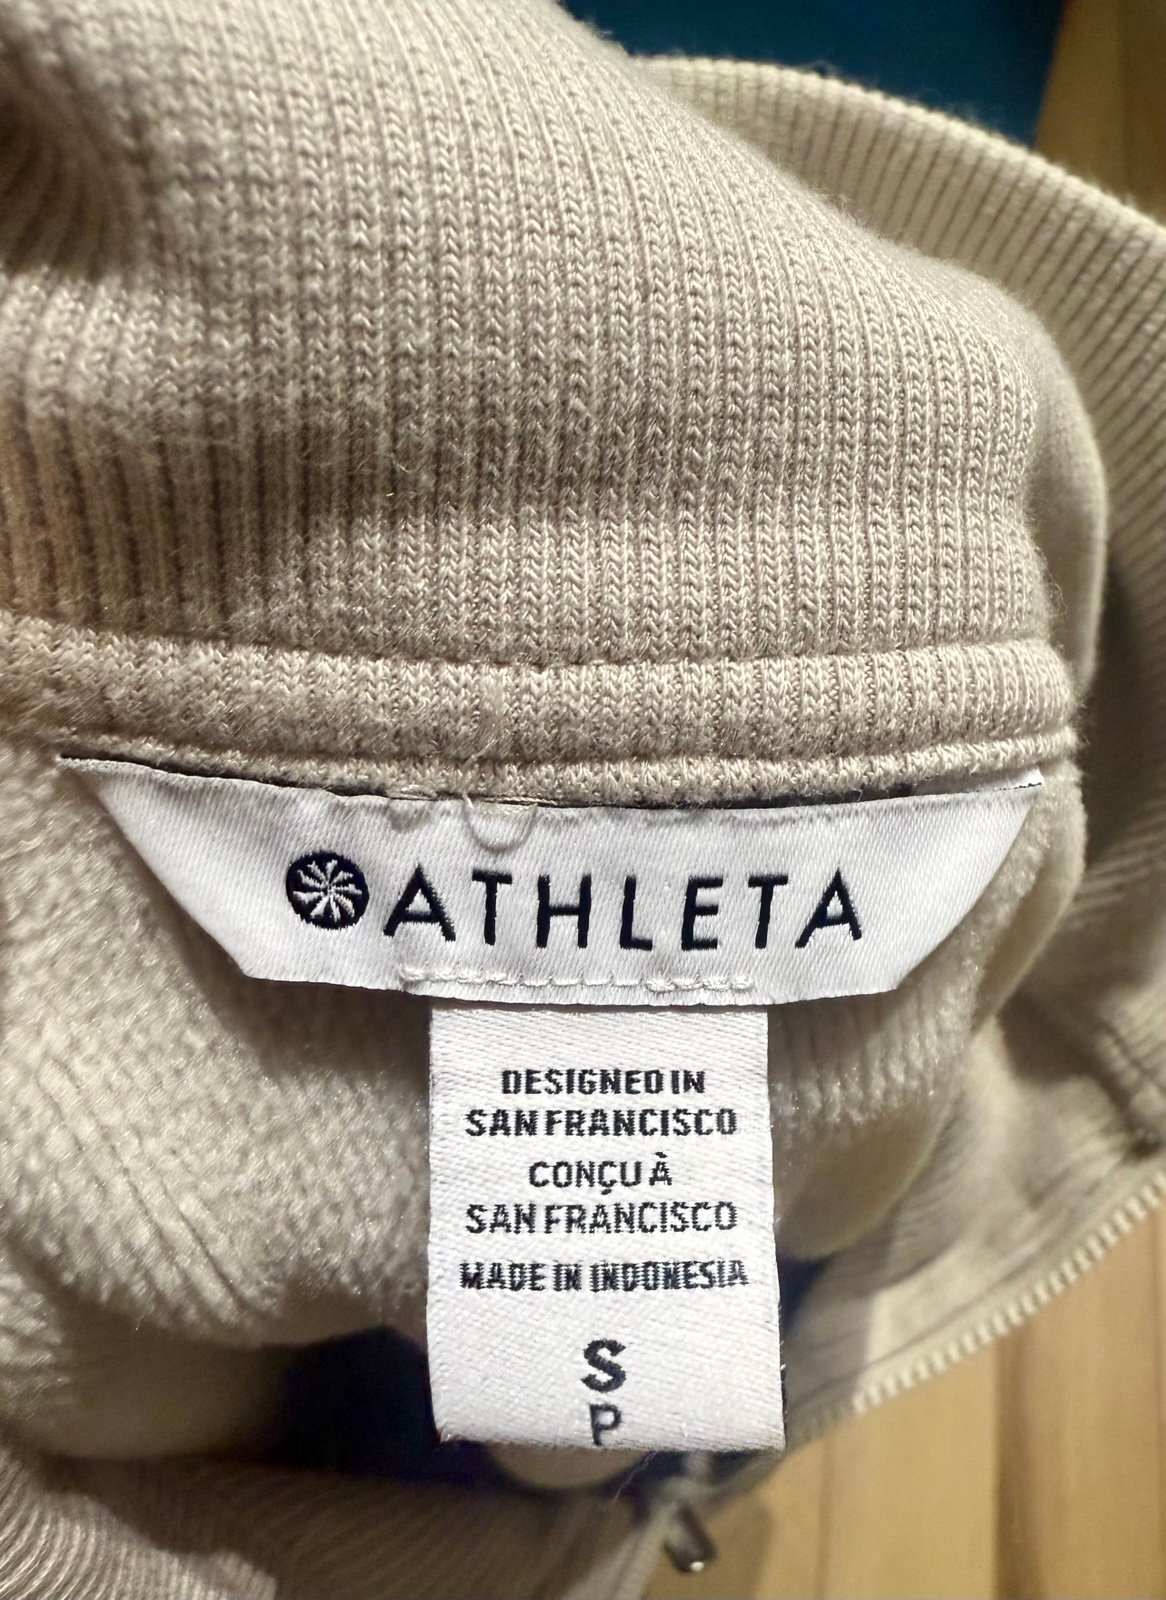 ATHLETA
DESIGNED IN
SAN FRANCISCO
CONÇU À
SAN FRANCISCO
MADE IN INDONESIA
S
P